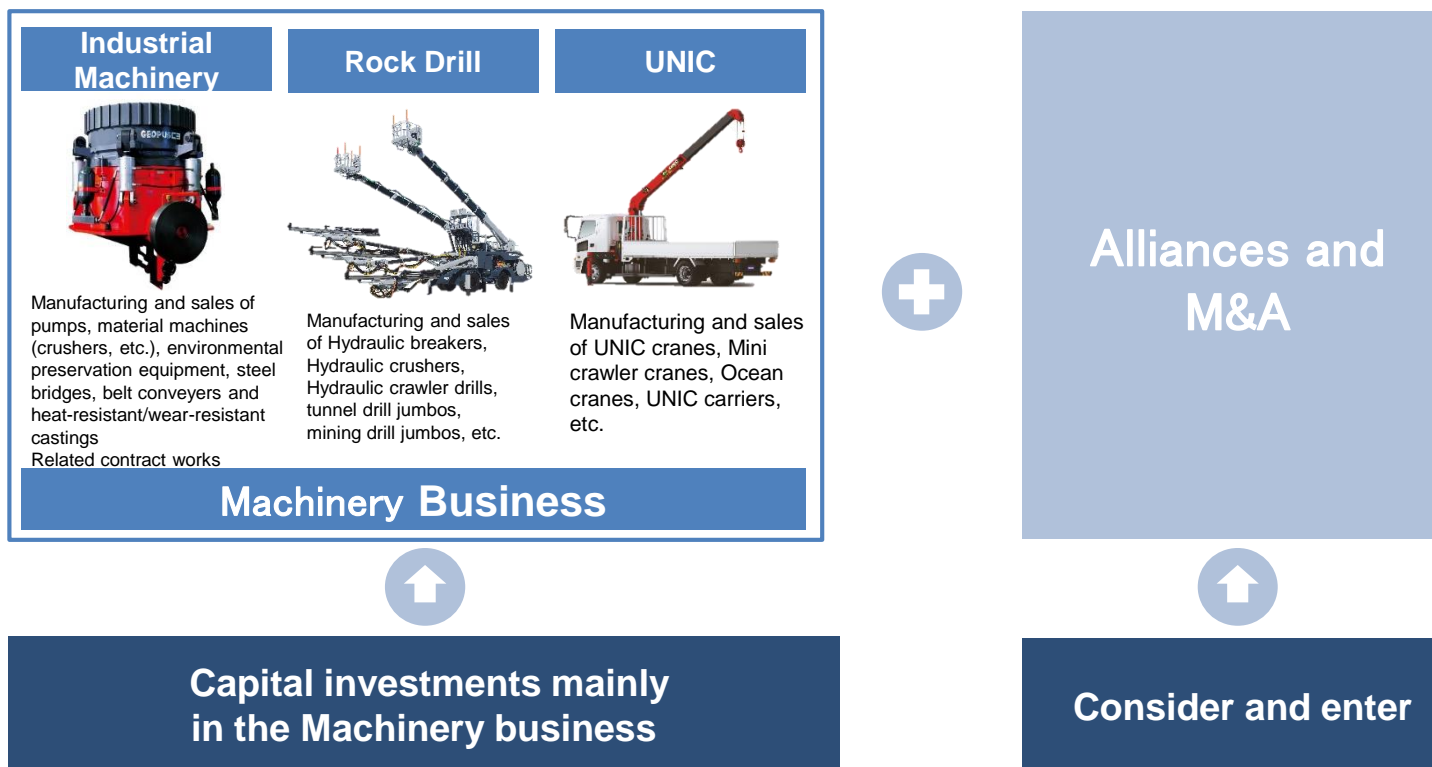 Industrial
Machinery
Rock Drill
UNIC
GEOPUS C3
Manufacturing and sales of
pumps, material machines
(crushers, etc.), environmental
preservation equipment, steel
bridges, belt conveyers and
heat-resistant/wear-resistant
castings
Related contract works
Manufacturing and sales
of Hydraulic breakers,
Hydraulic crushers,
Hydraulic crawler drills,
tunnel drill jumbos,
mining drill jumbos, etc.
Manufacturing and sales
of UNIC cranes, Mini
crawler cranes, Ocean
cranes, UNIC carriers,
etc.
Machinery Business
Alliances and
M&A
Capital investments mainly
in the Machinery business
Consider and enter